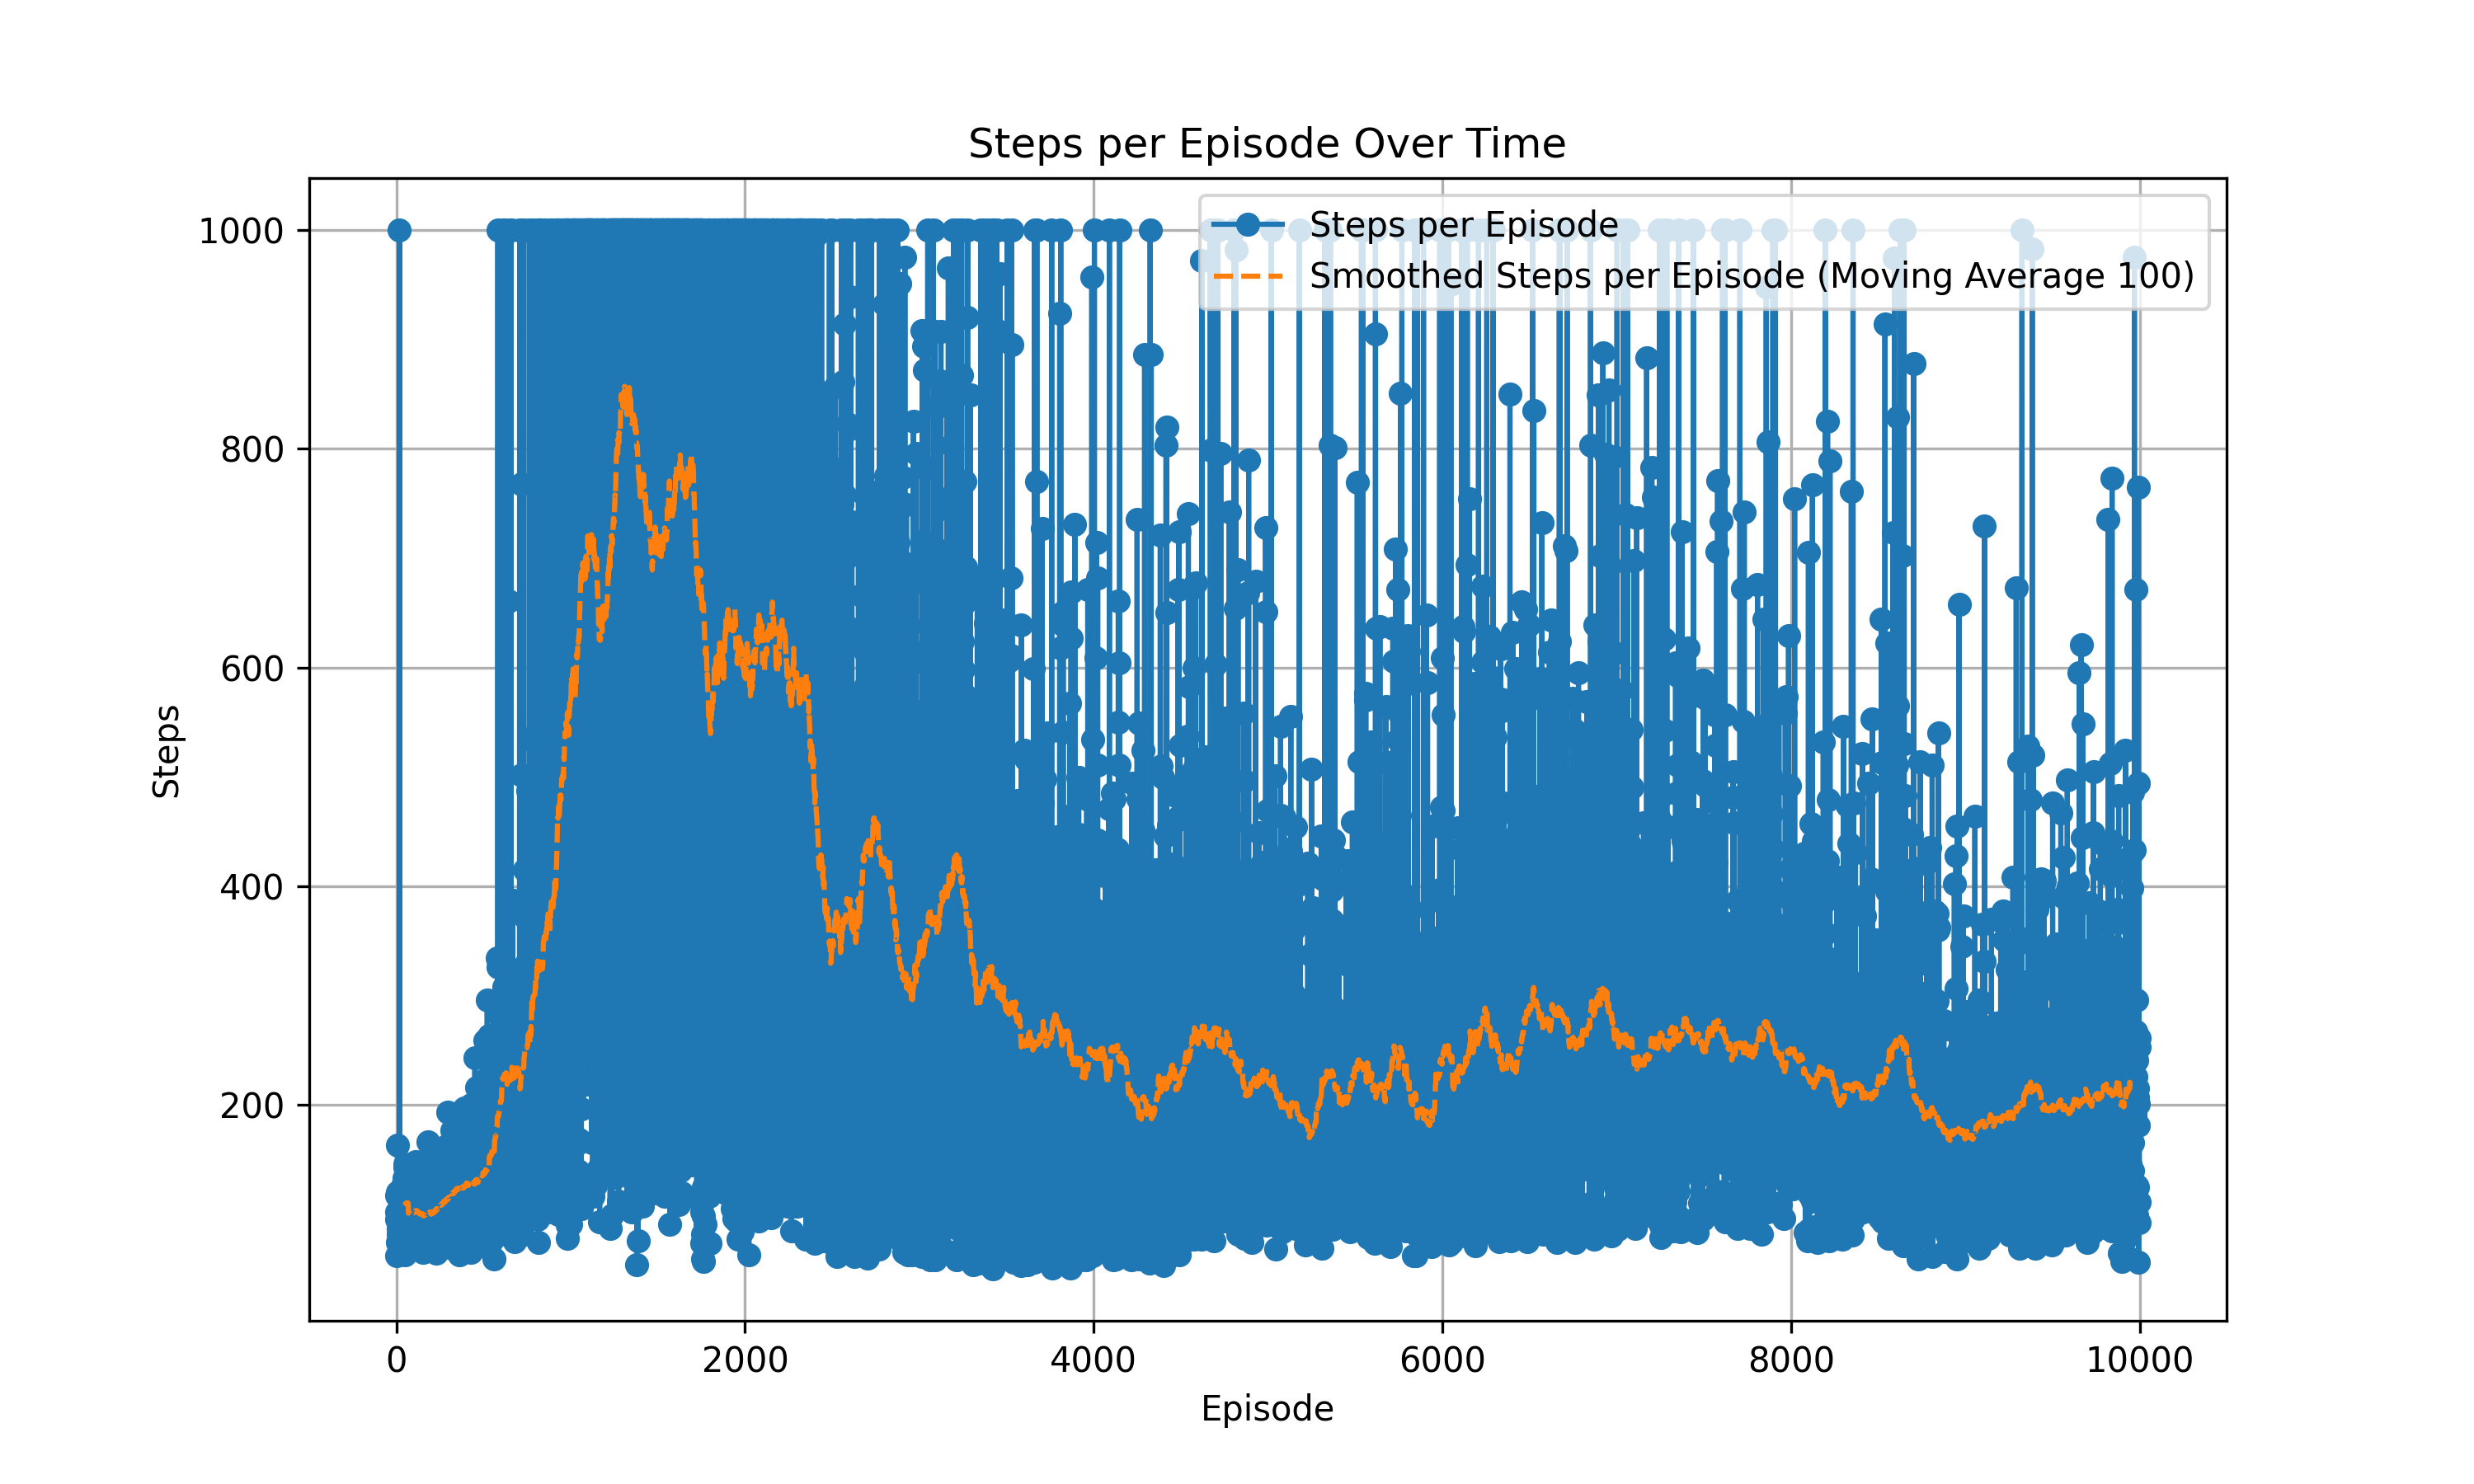 Steps per Episode Over Time
Steps per Episode
Smoothed Steps per Episode (Moving Average 100)
1000
800
600
400
200
Steps
0 2000 4000 6000 8000 10000
Episode